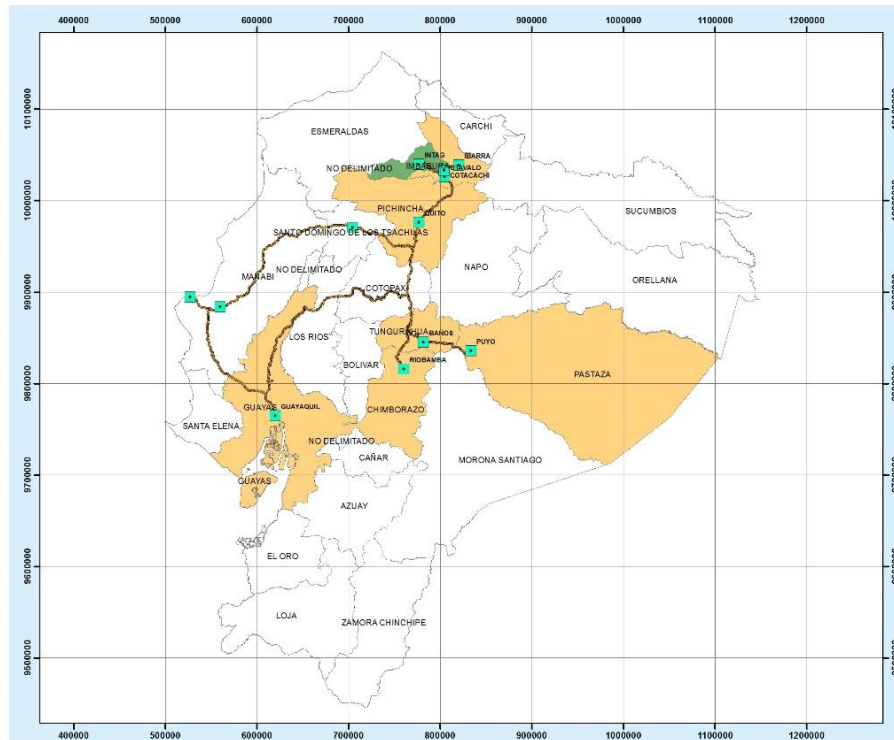 400000 500000 600000 700000 800000 900000 1000000 1100000 1200000
10100000
CARCHI
ESMERALDAS
INTAG
IBARRA
NO DELIMITADO
COTACACHI
10000000
PICHINCHA
QUITO
SUCUMBIOS
SANTO DOMINGO DE LOS TSACHILAS
NO DELIMITADO
NAPO
MANABI
ORELLANA
COTOPAXI
9900000
TUNGURAHUA
BAÑOS
LOS RIOS
PUYO
BOLIVAR
RIOBAMBA
PASTAZA
9800000
GUAYAS
GUAYAQUIL
CHIMBORAZO
SANTA ELENA
NO DELIMITADO
CAÑAR
MORONA SANTIAGO
GUAYAS
9700000
AZUAY
9600000
EL ORO
LOJA
ZAMORA CHINCHIPE
9500000
400000 500000 600000 700000 800000 900000 1000000 1100000 1200000